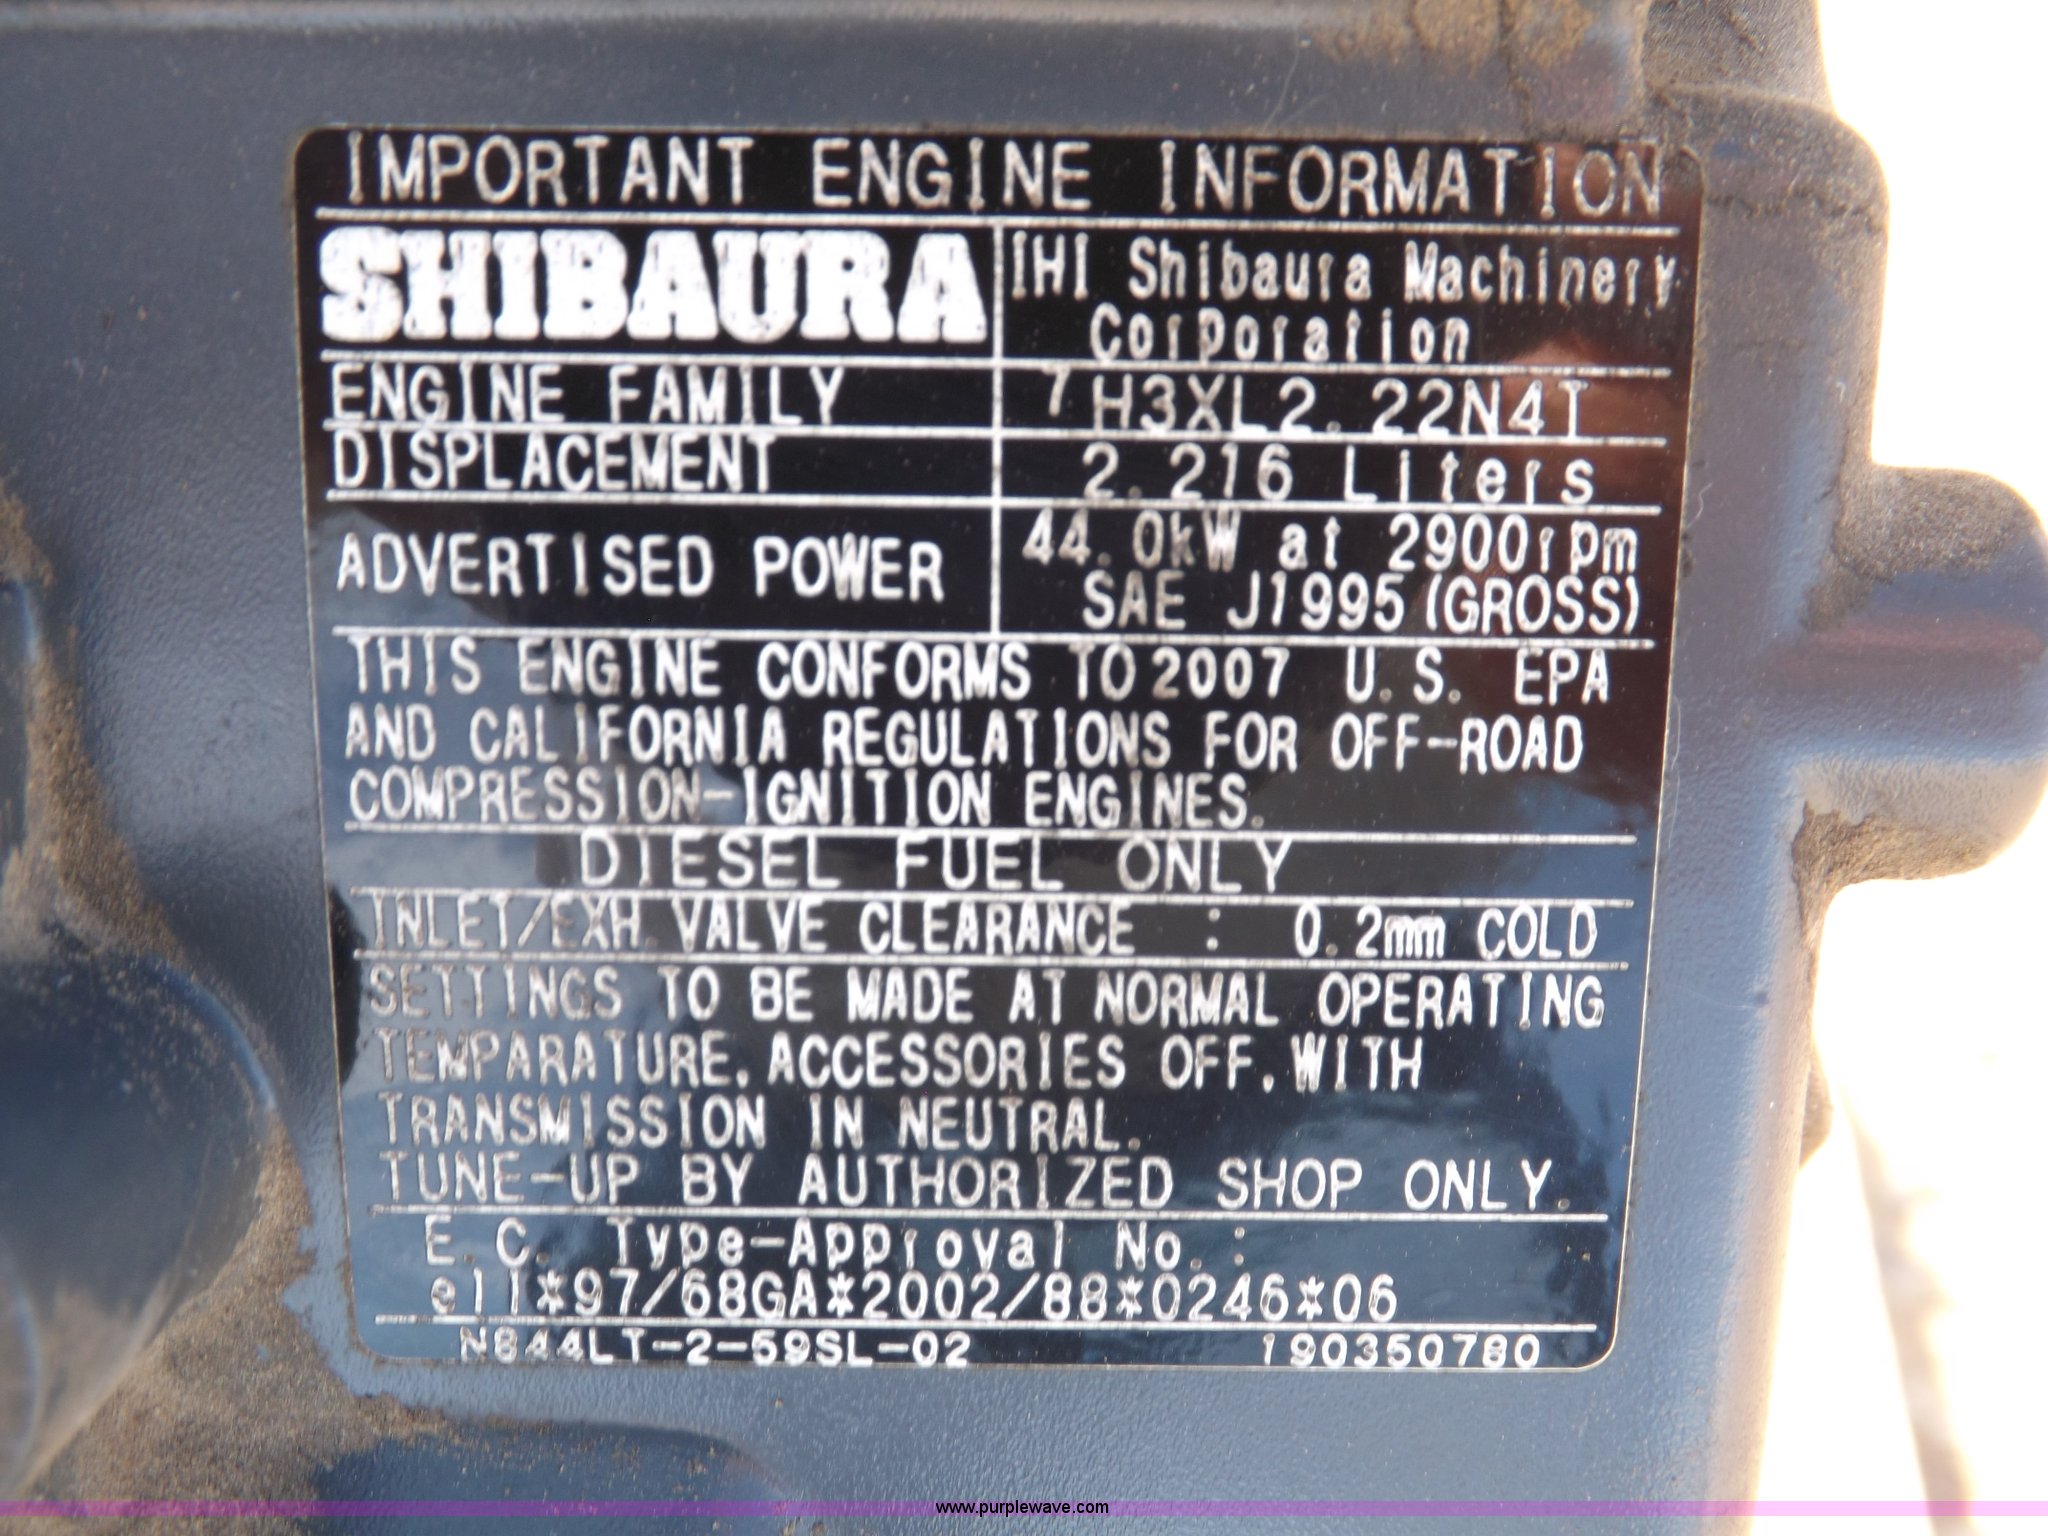 IMPORTANT ENGINE INFORMATION
SHIBAURA
IHI Shibaura Machinery
Corporation
ENGINE FAMILY 7H3XL2.22N4T
DISPLACEMENT 2.216 Liters
ADVERTISED POWER
44.0kW at 2900rpm
SAE J1995(GROSS)
THIS ENGINE CONFORMS TO 2007 U.S. EPA
AND CALIFORNIA REGULATIONS FOR OFF-ROAD
COMPRESSION-IGNITION ENGINES.
DIESEL FUEL ONLY
INLET/EXH.VALVE CLEARANCE : 0.2mm COLD
SETTINGS TO BE MADE AT NORMAL OPERATING
TEMPARATURE.ACCESSORIES OFF.WITH
TRANSMISSION IN NEUTRAL.
TUNE-UP BY AUTHORIZED SHOP ONLY.
E.C. Type-Approval No.:
e11*97/68GA*2002/88*0246*06
N844LT-2-59SL-02 190350780
www.purplewave.com